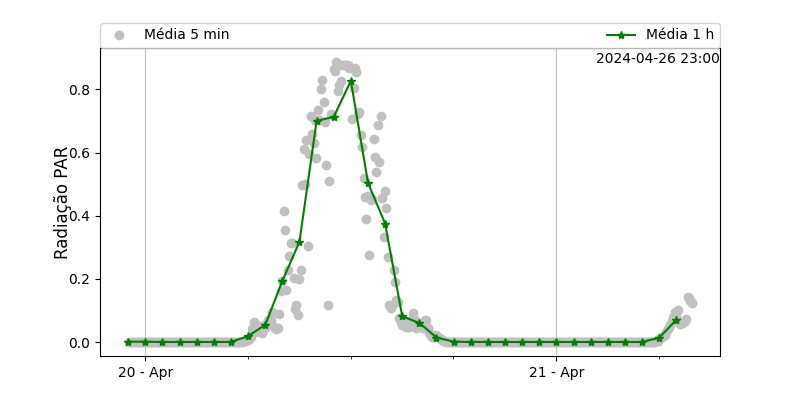 Média 5 min
Média 1 h
2024-04-26 23:00
Radiação PAR
0.8
0.6
0.4
0.2
0.0
20 - Apr
21 - Apr